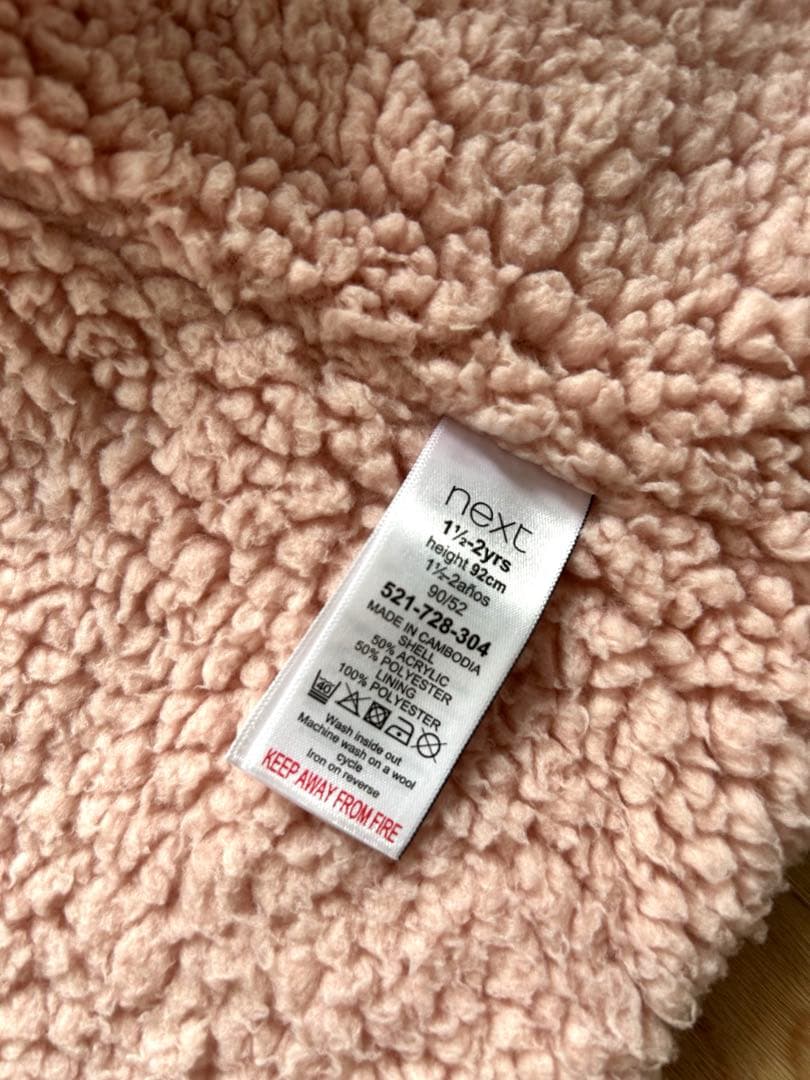 next
1½-2yrs
height 92cm
1½-2años
90/52
521-728-304
MADE IN CAMBODIA
SHELL
50% ACRYLIC
50% POLYESTER
LINING
100% POLYESTER
40
Wash inside out
Machine wash on a wool
cycle
Iron on reverse
KEEP AWAY FROM FIRE